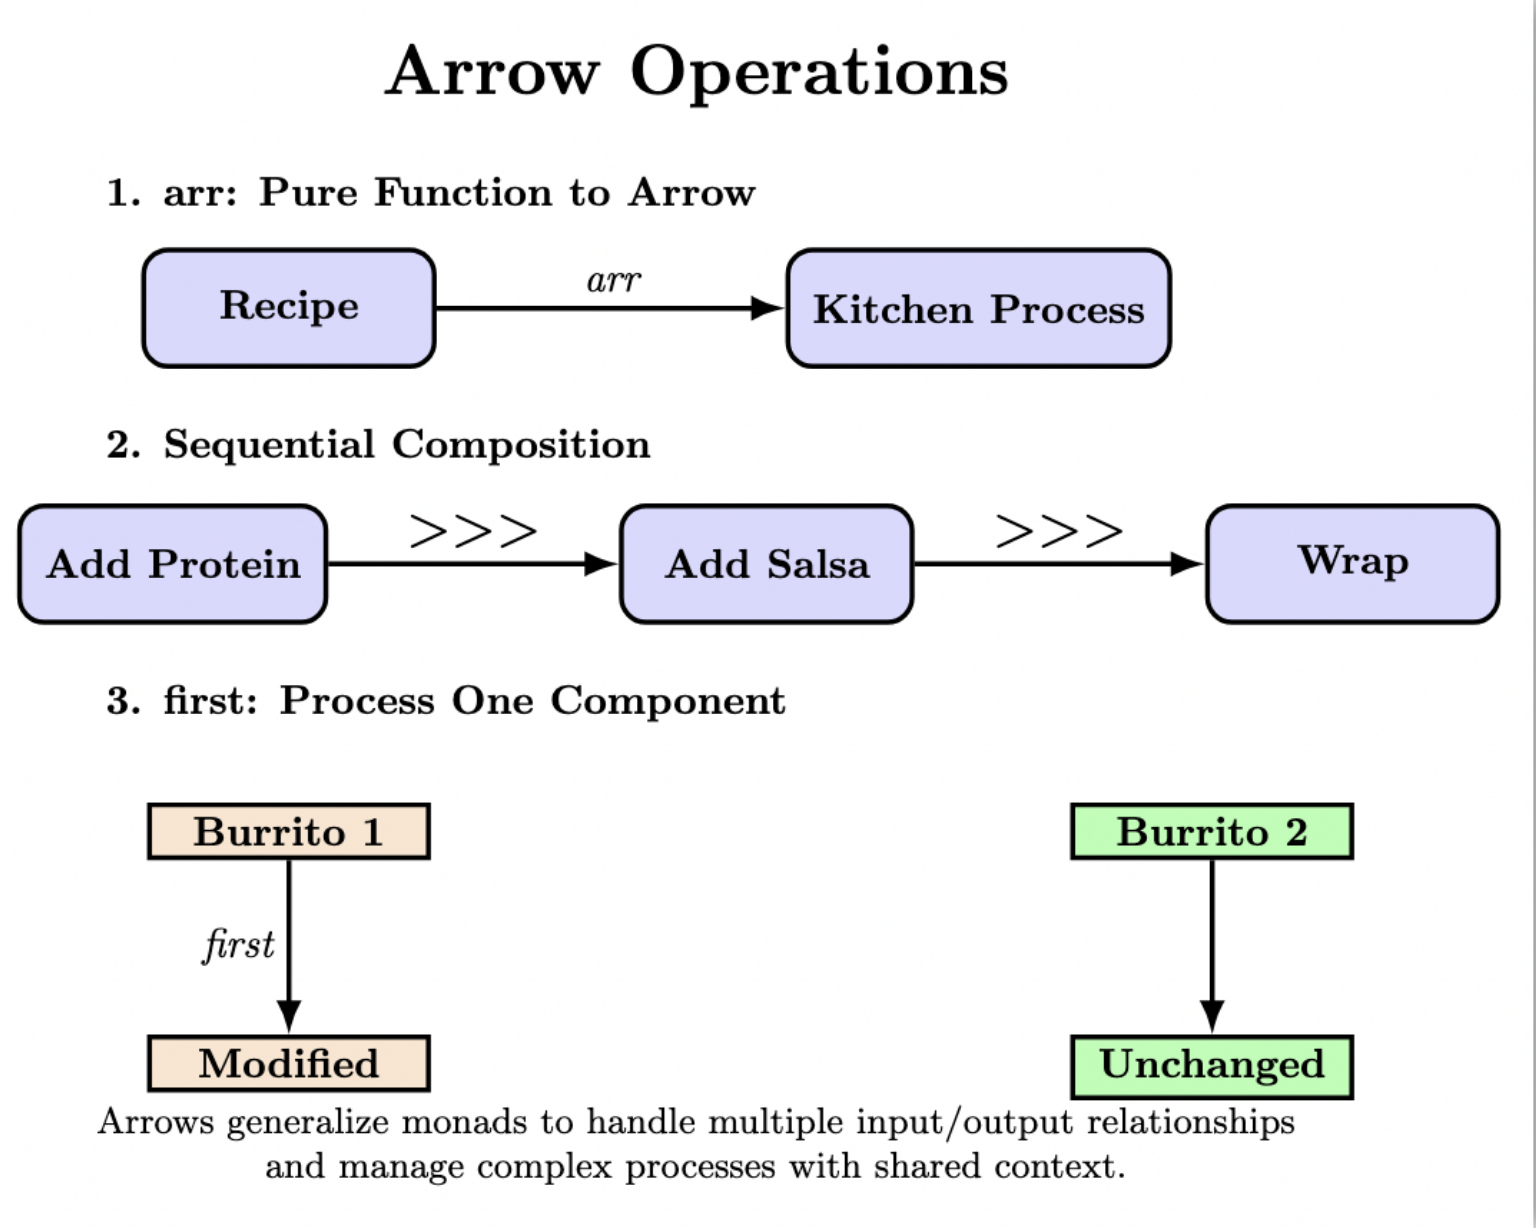 Arrow Operations
1. arr: Pure Function to Arrow
Recipe
arr
Kitchen Process
2. Sequential Composition
Add Protein
>>>
Add Salsa
>>>
Wrap
3. first: Process One Component
Burrito 1
Burrito 2
first
Modified
Unchanged
Arrows generalize monads to handle multiple input/output relationships
and manage complex processes with shared context.